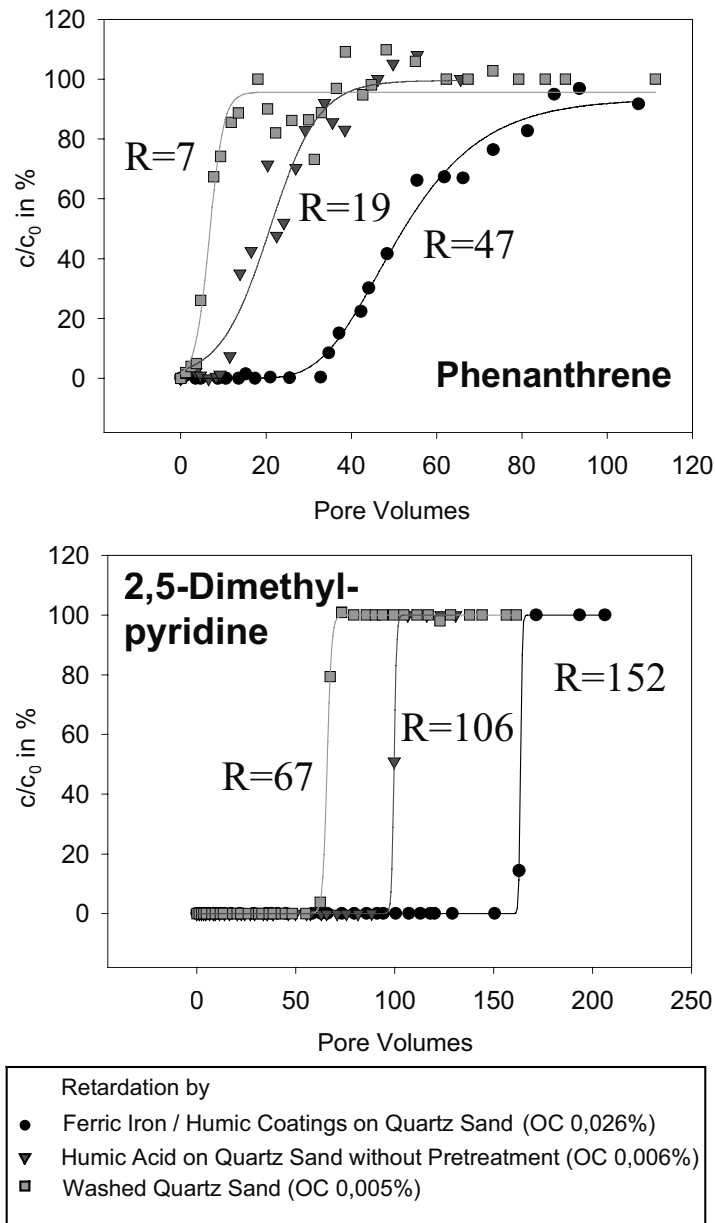 120
100
80
60
40
20
0
c/c0 in %
R=7
R=19
R=47
Phenanthrene
0 20 40 60 80 100 120
Pore Volumes
120
100
80
60
40
20
0
c/c0 in %
2,5-Dimethyl-
pyridine
R=67
R=106
R=152
0 50 100 150 200 250
Pore Volumes
Retardation by
Ferric Iron / Humic Coatings on Quartz Sand (OC 0,026%)
Humic Acid on Quartz Sand without Pretreatment (OC 0,006%)
Washed Quartz Sand (OC 0,005%)